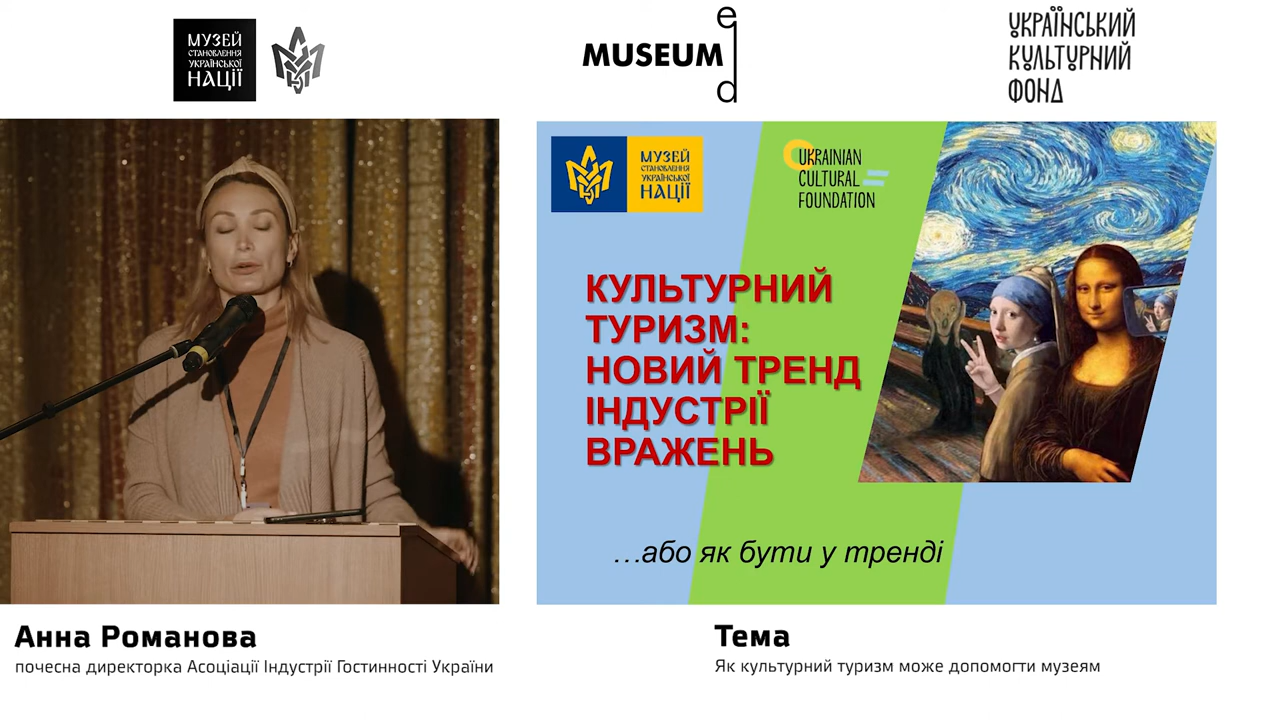 МУЗЕЙ
СТАНОВЛЕННЯ
УКРАЇНСЬКОЇ
НАЦІЇ
MUSEUM
ed
УКРАЇНСЬКИЙ
КУЛЬТУРНИЙ
ФОНД
МУЗЕЙ
СТАНОВЛЕННЯ
УКРАЇНСЬКОЇ
НАЦІЇ
UKRAINIAN
CULTURAL
FOUNDATION
КУЛЬТУРНИЙ
ТУРИЗМ:
НОВИЙ ТРЕНД
ІНДУСТРІЇ
ВРАЖЕНЬ
...або як бути у тренді
Анна Романова
почесна директорка Асоціації Індустрії Гостинності України
Тема
Як культурний туризм може допомогти музеям